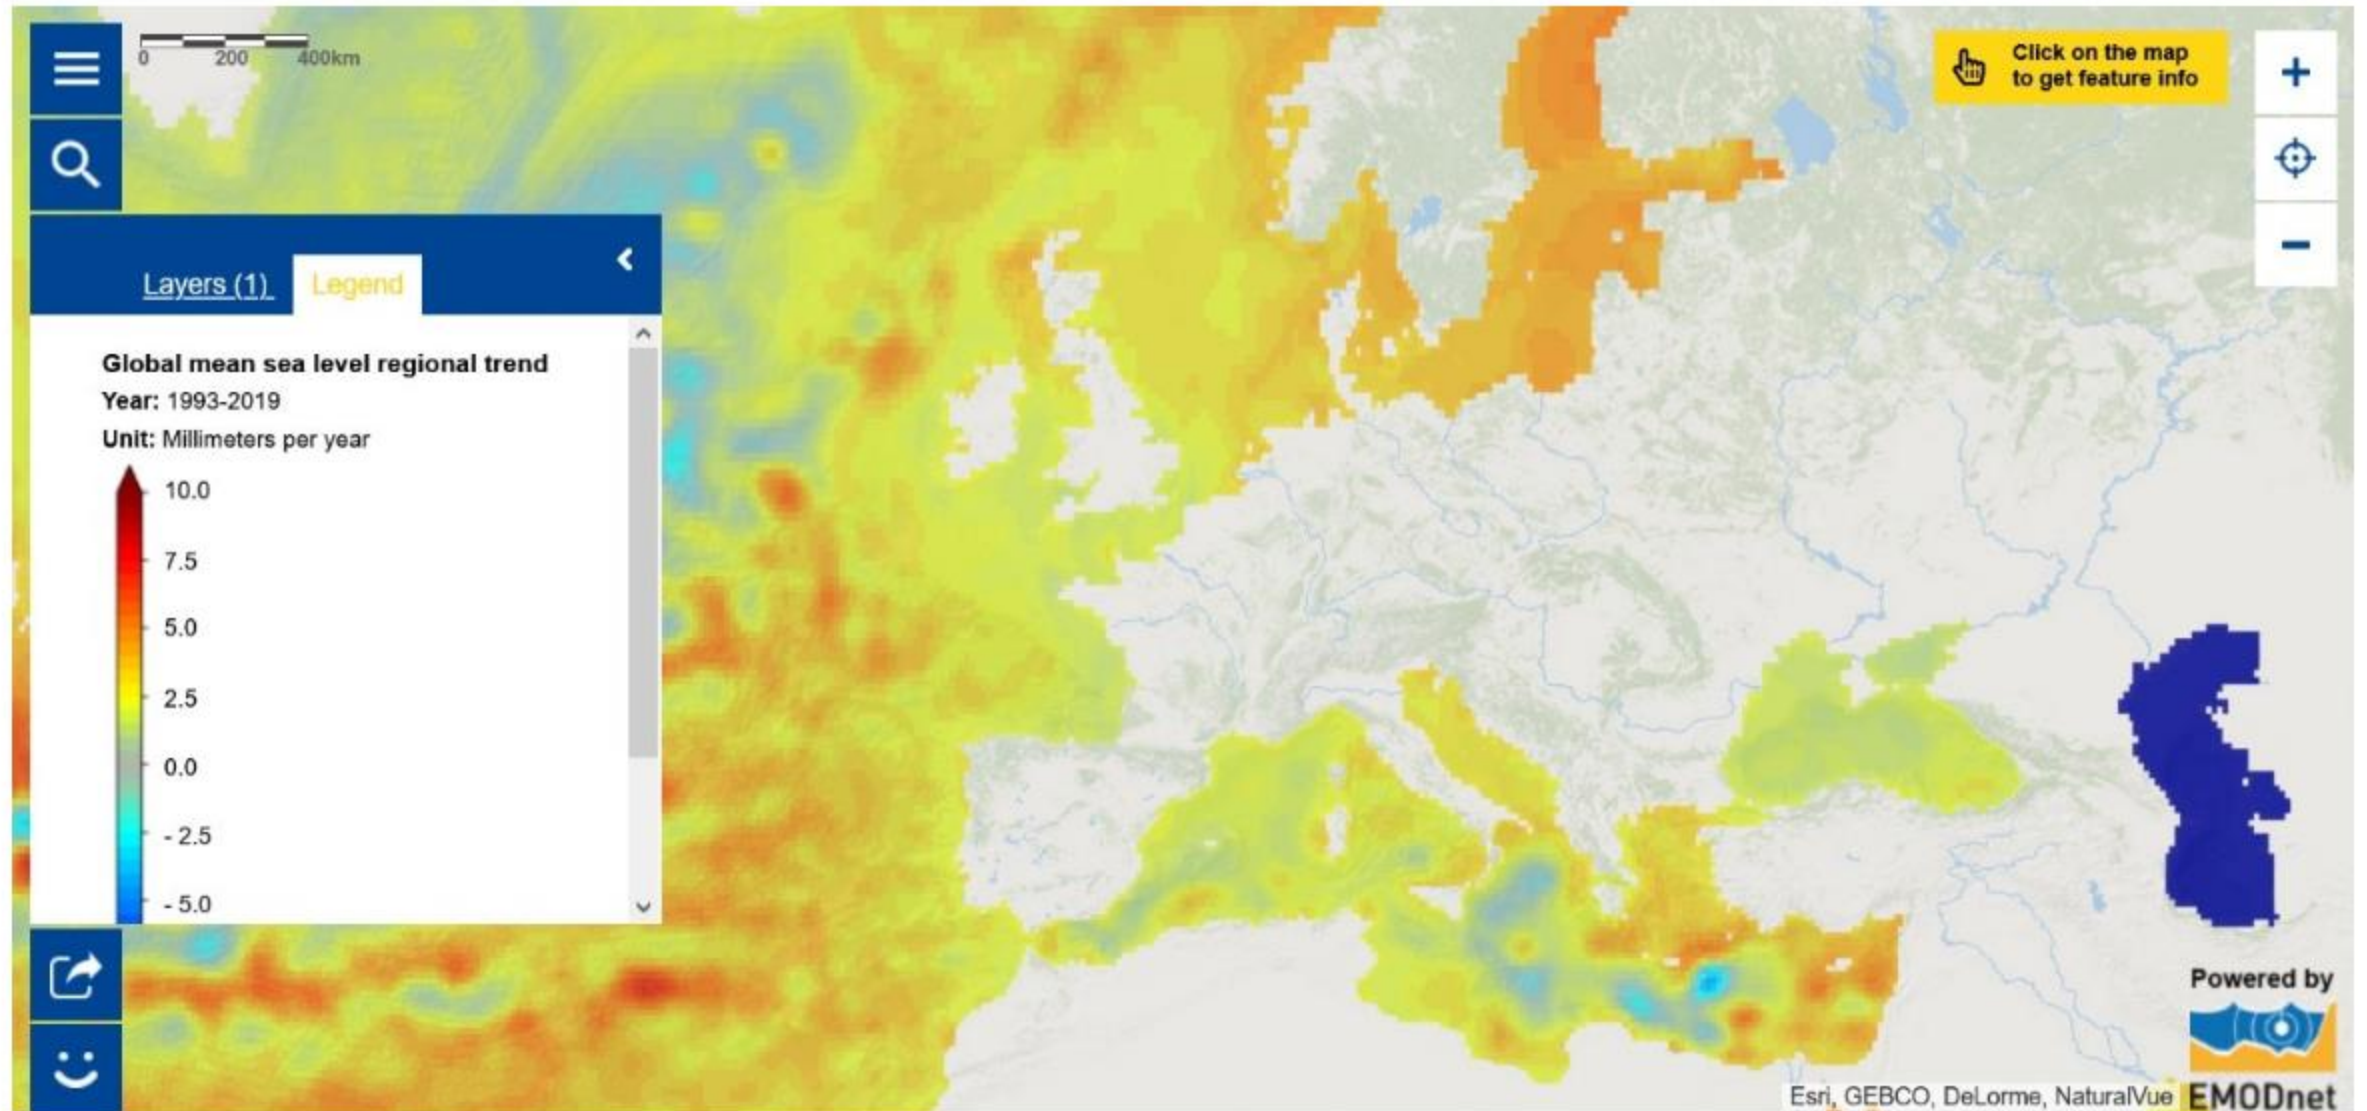 0 200 400km
Click on the map
to get feature info
Layers (1)
Legend
Global mean sea level regional trend
Year: 1993-2019
Unit: Millimeters per year
10.0
7.5
5.0
2.5
0.0
- 2.5
- 5.0
Powered by
EMODnet
Esri, GEBCO, DeLorme, NaturalVue